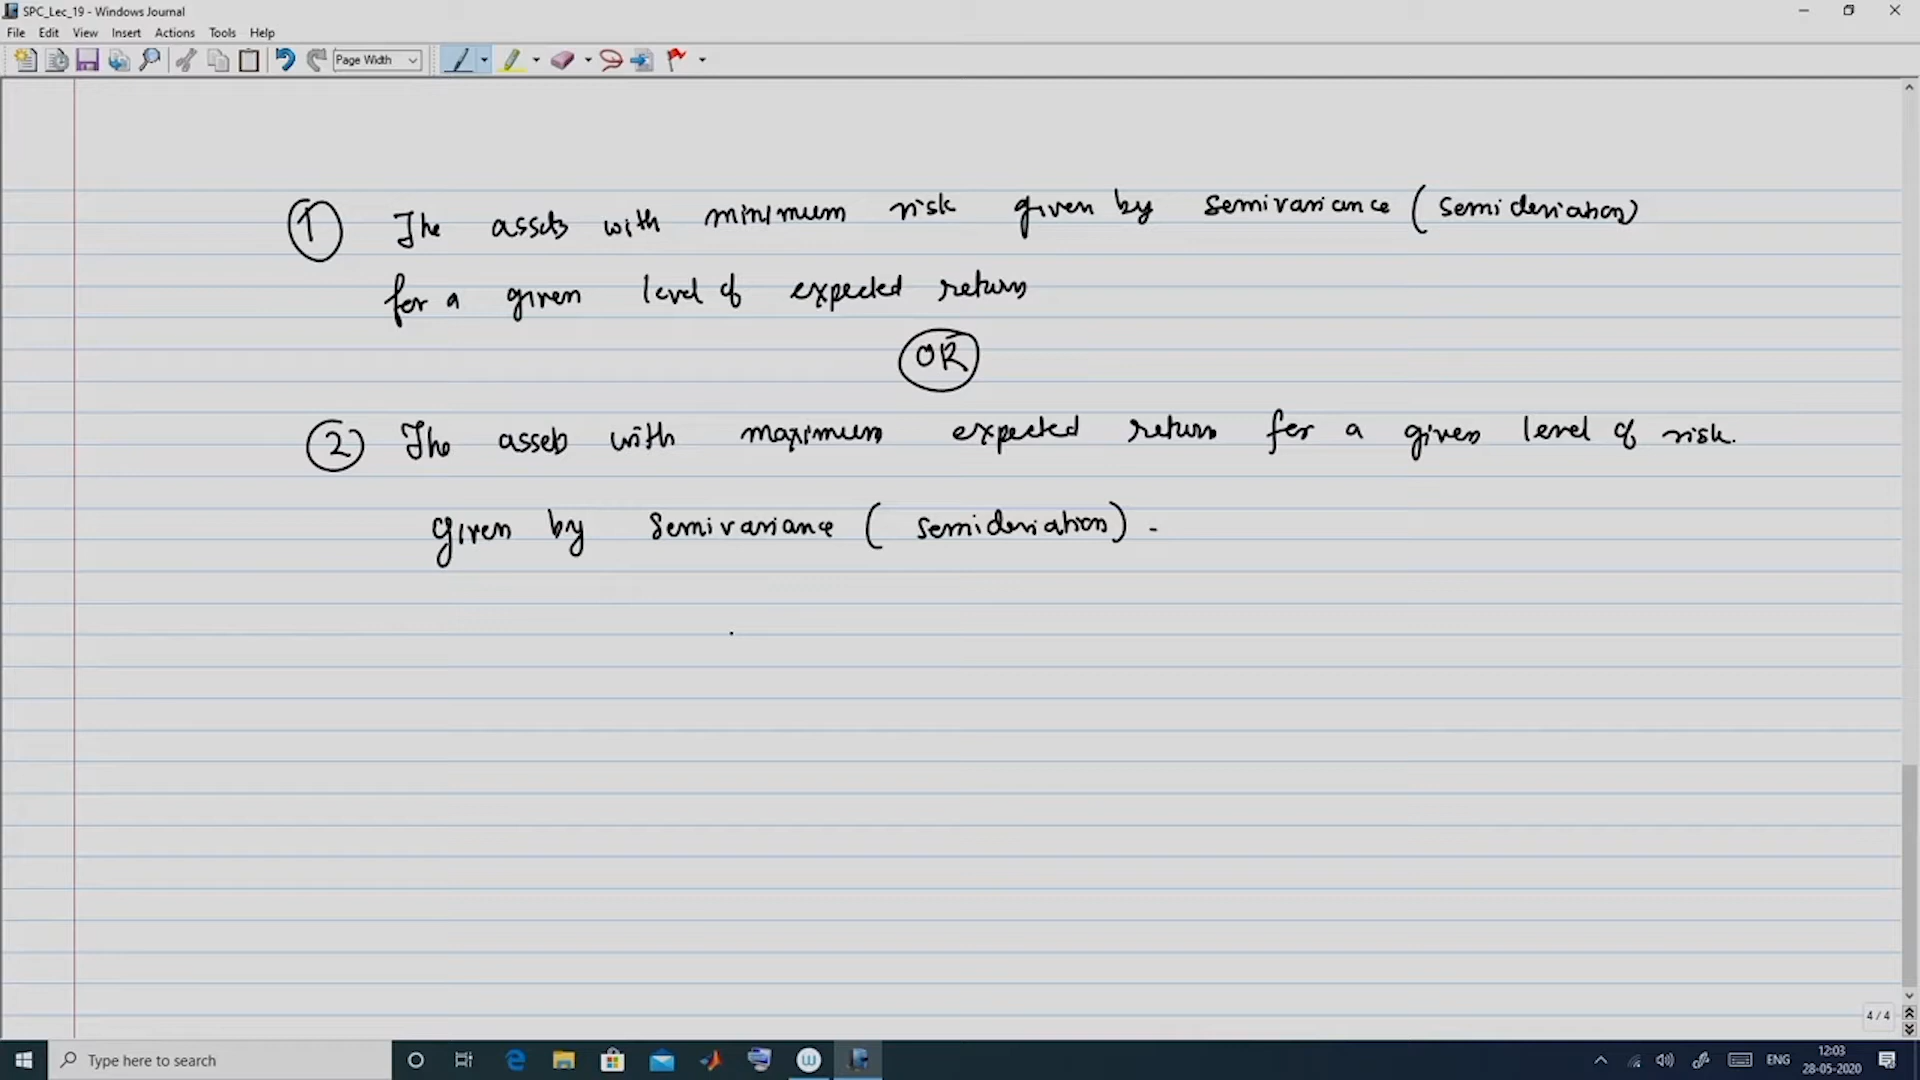 SPC_Lec_19 - Windows Journal
File Edit View Insert Actions Tools Help
Page Width
① The assets with minimum risk given by semivariance (semideviation)
for a given level of expected return
OR
② The assets with maximum expected return for a given level of risk.
given by semivariance (semideviation).
4 / 4
Type here to search
ENG
12:03
28-05-2020